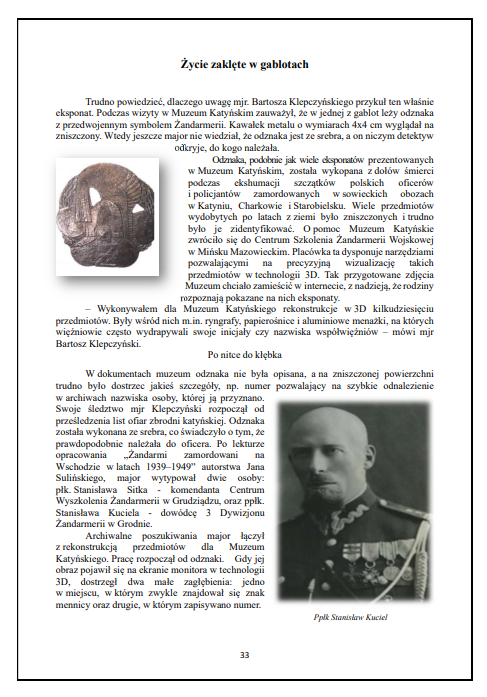 Życie zaklęte w gablotach
Trudno powiedzieć, dlaczego uwagę mjr. Bartosza Klepczyńskiego przykuł ten właśnie
eksponat. Podczas wizyty w Muzeum Katyńskim zauważył, że w jednej z gablot leży odznaka
z przedwojennym symbolem Żandarmerii. Kawałek metalu o wymiarach 4x4 cm wyglądał na
zniszczony. Wtedy jeszcze major nie wiedział, że odznaka jest ze srebra, a on niczym detektyw
odkryje, do kogo należała.
Odznaka, podobnie jak wiele eksponatów prezentowanych
w Muzeum Katyńskim, została wykopana z dołów śmierci
podczas ekshumacji szczątków polskich oficerów
i policjantów zamordowanych w sowieckich obozach
w Katyniu, Charkowie i Starobielsku. Wiele przedmiotów
wydobytych po latach z ziemi było zniszczonych i trudno
było je zidentyfikować. O pomoc Muzeum Katyńskie
zwróciło się do Centrum Szkolenia Żandarmerii Wojskowej
w Mińsku Mazowieckim. Placówka ta dysponuje narzędziami
pozwalającymi na precyzyjną wizualizację takich
przedmiotów w technologii 3D. Tak przygotowane zdjęcia
Muzeum chciało zamieścić w internecie, z nadzieją, że rodziny
rozpoznają pokazane na nich eksponaty.
– Wykonywałem dla Muzeum Katyńskiego rekonstrukcje w 3D kilkudziesięciu
przedmiotów. Były wśród nich m.in. ryngrafy, papierośnice i aluminiowe menażki, na których
więźniowie często wydrapywali swoje inicjały czy nazwiska współwięźniów – mówi mjr
Bartosz Klepczyński.
Po nitce do kłębka
W dokumentach muzeum odznaka nie była opisana, a na zniszczonej powierzchni
trudno było dostrzec jakieś szczegóły, np. numer pozwalający na szybkie odnalezienie
w archiwach nazwiska osoby, której ją przyznano.
Swoje śledztwo mjr Klepczyński rozpoczął od
prześledzenia list ofiar zbrodni katyńskiej. Odznaka
została wykonana ze srebra, co świadczyło o tym, że
prawdopodobnie należała do oficera. Po lekturze
opracowania „Żandarmi zamordowani na
Wschodzie w latach 1939–1949” autorstwa Jana
Sulińskiego, major wytypował dwie osoby:
płk. Stanisława Sitka - komendanta Centrum
Wyszkolenia Żandarmerii w Grudziądzu, oraz ppłk.
Stanisława Kuciela - dowódcę 3 Dywizjonu
Żandarmerii w Grodnie.
Archiwalne poszukiwania major łączył
z rekonstrukcją przedmiotów dla Muzeum
Katyńskiego. Pracę rozpoczął od odznaki. Gdy jej
obraz pojawił się na ekranie monitora w technologii
3D, dostrzegł dwa małe zagłębienia: jedno
w miejscu, w którym zwykle znajdował się znak
mennicy oraz drugie, w którym zapisywano numer.
Ppłk Stanisław Kuciel
33